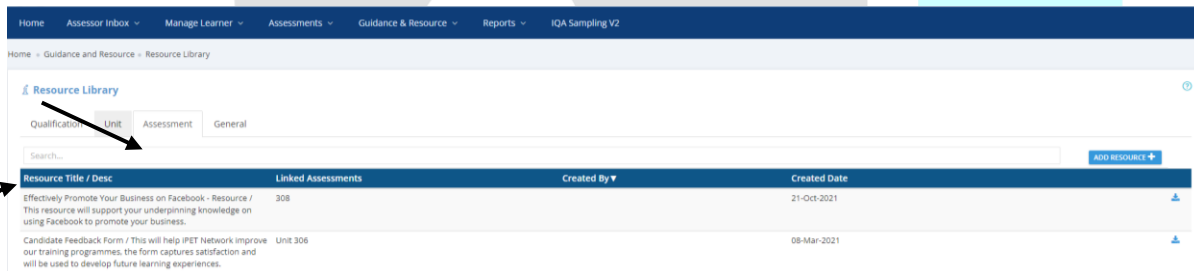 Home Assessor Inbox Manage Learner Assessments Guidance & Resource Reports IQA Sampling V2
Home » Guidance and Resource » Resource Library
Resource Library
Qualification Unit Assessment General
Search...
ADD RESOURCE +
Resource Title / Desc Linked Assessments Created By ▼ Created Date
Effectively Promote Your Business on Facebook - Resource / 308 21-Oct-2021
This resource will support your underpinning knowledge on
using Facebook to promote your business.
Candidate Feedback Form / This will help IPET Network improve Unit 306 08-Mar-2021
our training programmes, the form captures satisfaction and
will be used to develop future learning experiences.